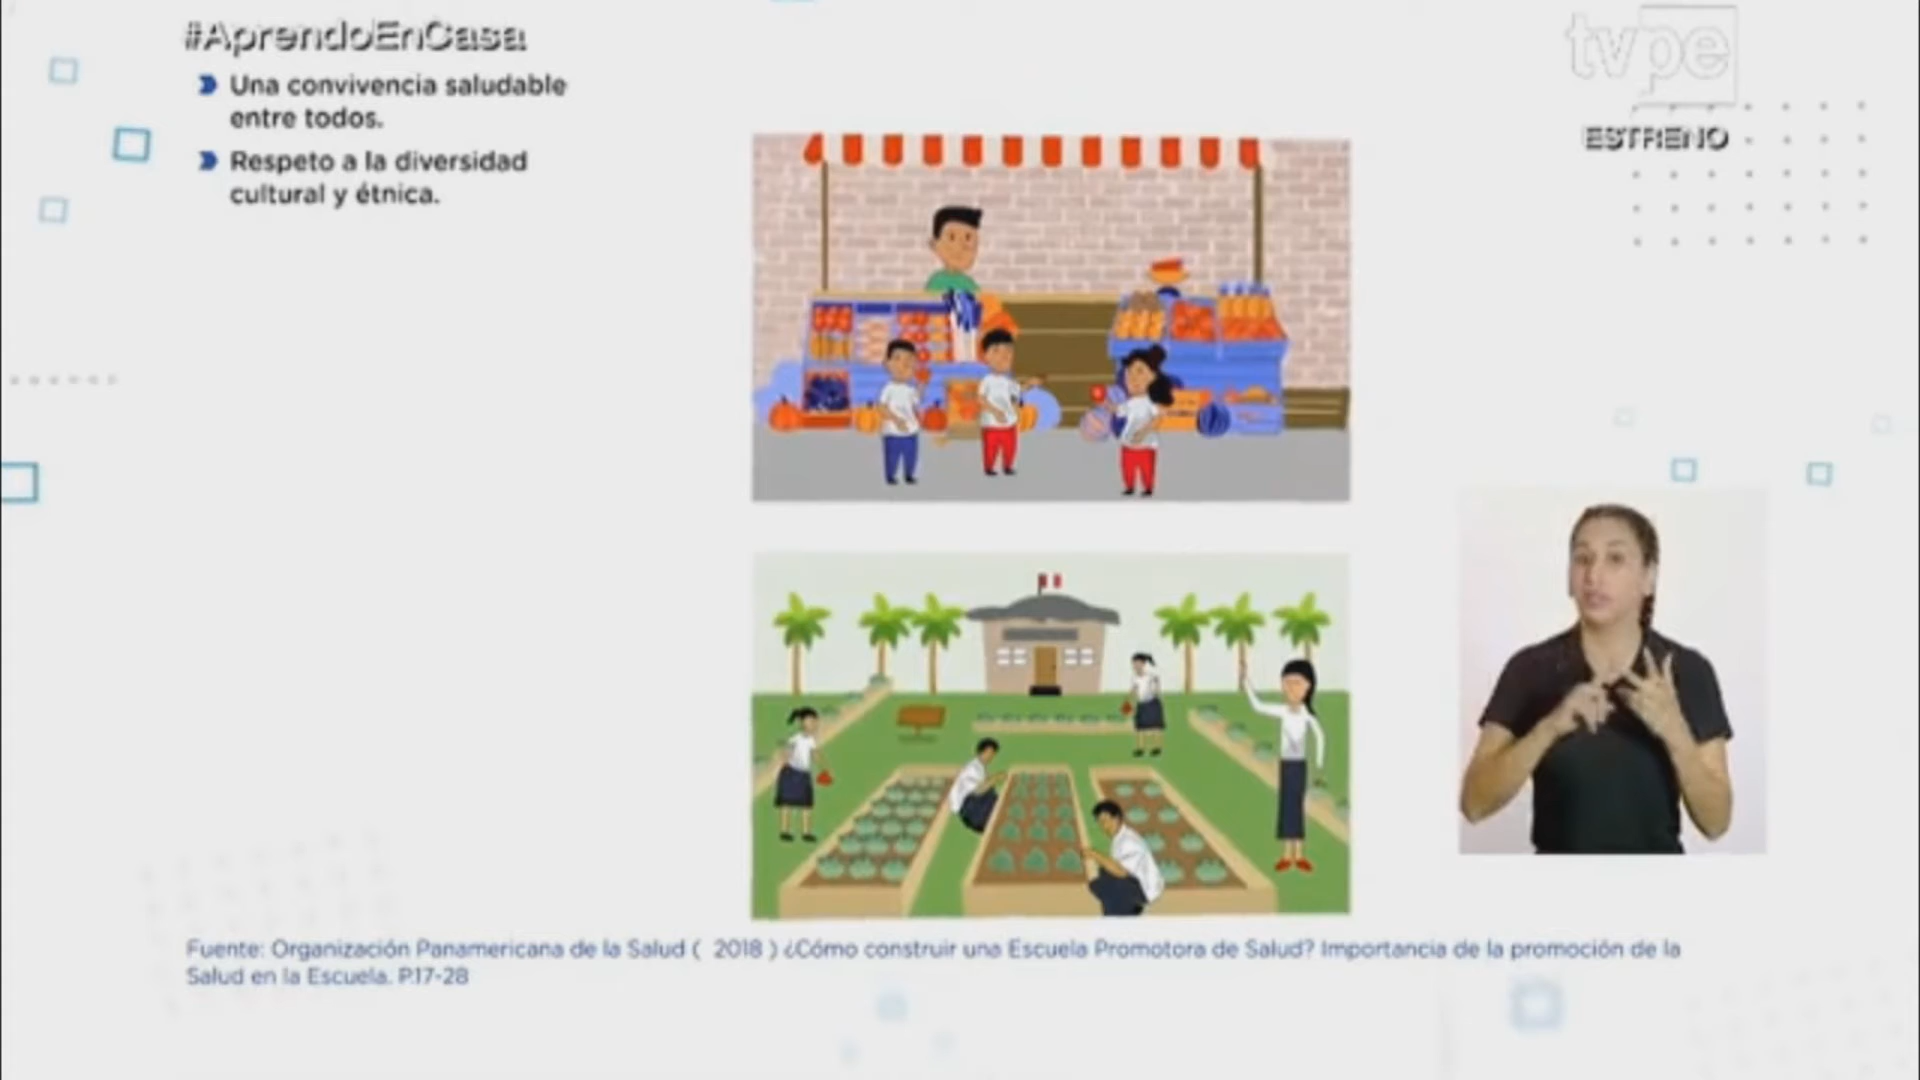 #AprendoEnCasa
Una convivencia saludable
entre todos.
Respeto a la diversidad
cultural y étnica.
tvpe
ESTRENO
Fuente: Organización Panamericana de la Salud ( 2018 ) ¿Cómo construir una Escuela Promotora de Salud? Importancia de la promoción de la
Salud en la Escuela. P.17-28